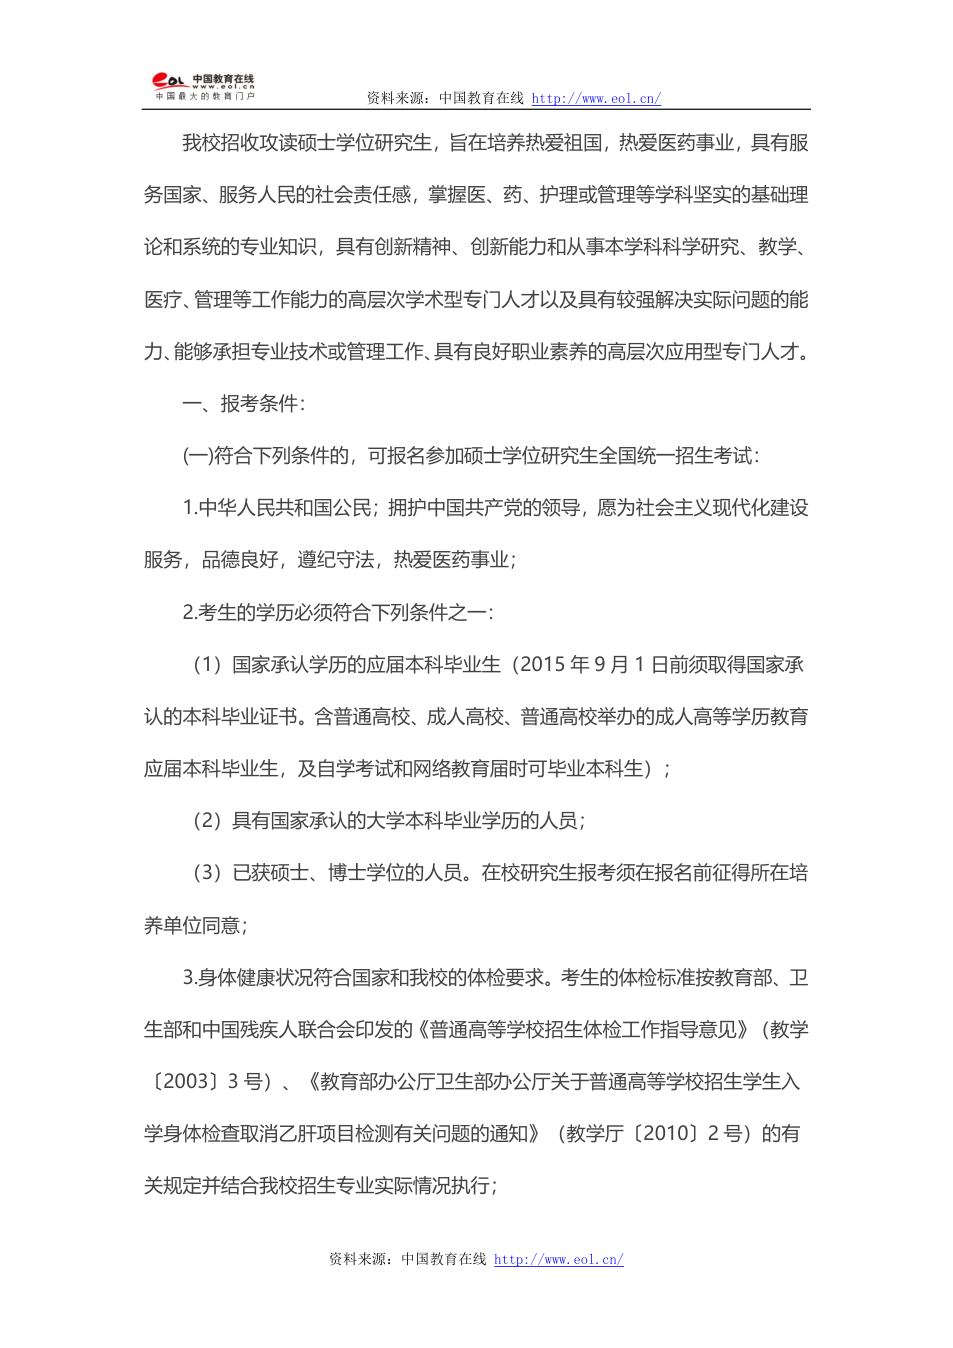 eoL 中国教育在线
www.eol.cn
中国最大的教育门户
资料来源：中国教育在线 http://www.eol.cn/
我校招收攻读硕士学位研究生，旨在培养热爱祖国，热爱医药事业，具有服
务国家、服务人民的社会责任感，掌握医、药、护理或管理等学科坚实的基础理
论和系统的专业知识，具有创新精神、创新能力和从事本学科科学研究、教学、
医疗、管理等工作能力的高层次学术型专门人才以及具有较强解决实际问题的能
力、能够承担专业技术或管理工作、具有良好职业素养的高层次应用型专门人才。
一、报考条件：
(一)符合下列条件的，可报名参加硕士学位研究生全国统一招生考试：
1.中华人民共和国公民；拥护中国共产党的领导，愿为社会主义现代化建设
服务，品德良好，遵纪守法，热爱医药事业；
2.考生的学历必须符合下列条件之一：
（1）国家承认学历的应届本科毕业生（2015 年 9 月 1 日前须取得国家承
认的本科毕业证书。含普通高校、成人高校、普通高校举办的成人高等学历教育
应届本科毕业生，及自学考试和网络教育届时可毕业本科生）；
（2）具有国家承认的大学本科毕业学历的人员；
（3）已获硕士、博士学位的人员。在校研究生报考须在报名前征得所在培
养单位同意；
3.身体健康状况符合国家和我校的体检要求。考生的体检标准按教育部、卫
生部和中国残疾人联合会印发的《普通高等学校招生体检工作指导意见》（教学
〔2003〕3 号）、《教育部办公厅卫生部办公厅关于普通高等学校招生学生入
学身体检查取消乙肝项目检测有关问题的通知》（教学厅〔2010〕2 号）的有
关规定并结合我校招生专业实际情况执行；
资料来源：中国教育在线 http://www.eol.cn/